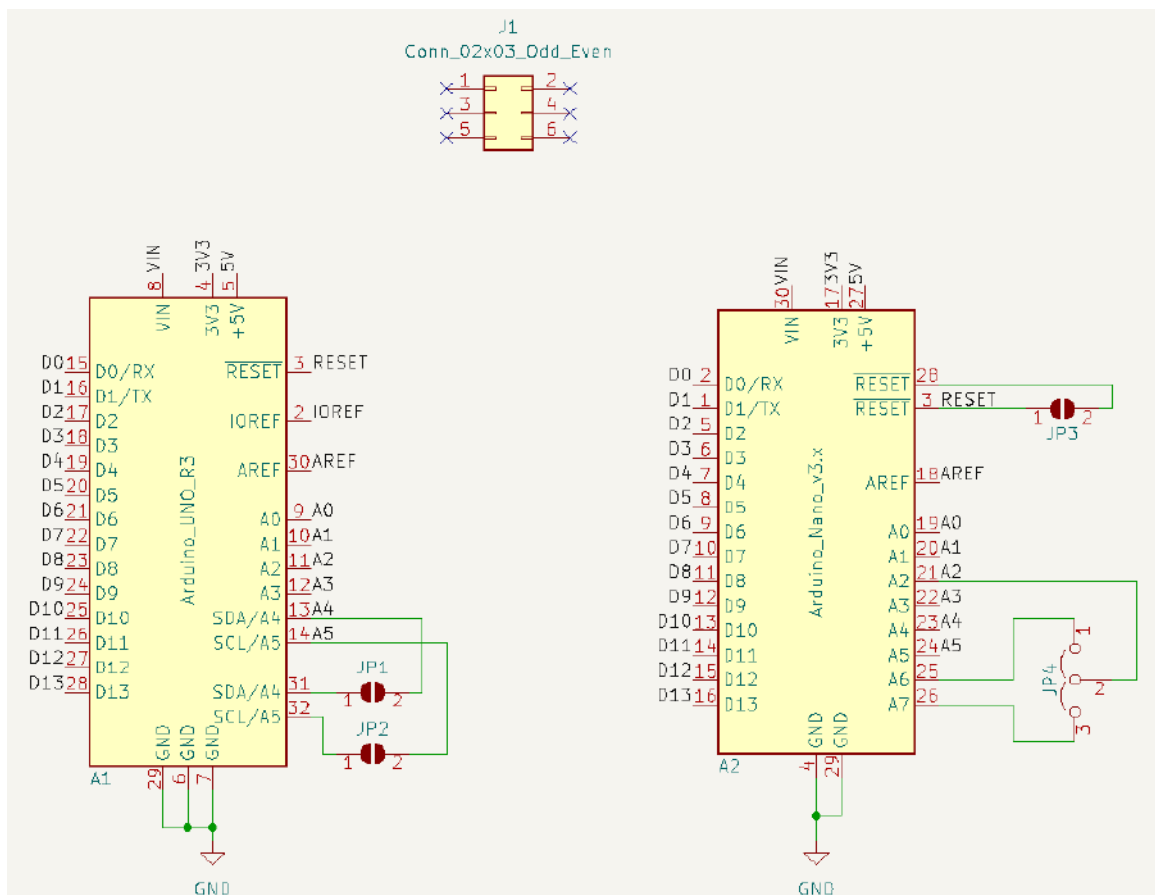 J1
Conn_02x03_Odd_Even
1 2
3 4
5 6
8 VIN
4 3V3
5 5V
VIN
3V3
+5V
D0 15 D0/RX
D1 16 D1/TX
D2 17 D2
D3 18 D3
D4 19 D4
D5 20 D5
D6 21 D6
D7 22 D7
D8 23 D8
D9 24 D9
D10 25 D10
D11 26 D11
D12 27 D12
D13 28 D13
Arduino_UNO_R3
RESET 3 RESET
IOREF 2 IOREF
AREF 30 AREF
A0 9 A0
A1 10 A1
A2 11 A2
A3 12 A3
SDA/A4 13 A4
SCL/A5 14 A5
SDA/A4 31
SCL/A5 32
JP1
1 2
JP2
1 2
GND GND GND
29 6 7
A1
GND
30 VIN
17 3V3
27 5V
VIN
3V3
+5V
D0 2 D0/RX
D1 1 D1/TX
D2 5 D2
D3 6 D3
D4 7 D4
D5 8 D5
D6 9 D6
D7 10 D7
D8 11 D8
D9 12 D9
D10 13 D10
D11 14 D11
D12 15 D12
D13 16 D13
Arduino_Nano_v3.x
RESET 28
RESET 3 RESET
1 2
JP3
AREF 18 AREF
A0 19 A0
A1 20 A1
A2 21 A2
A3 22 A3
A4 23 A4
A5 24 A5
A6 25
A7 26
JP4
1
2
3
GND GND
4 29
A2
GND